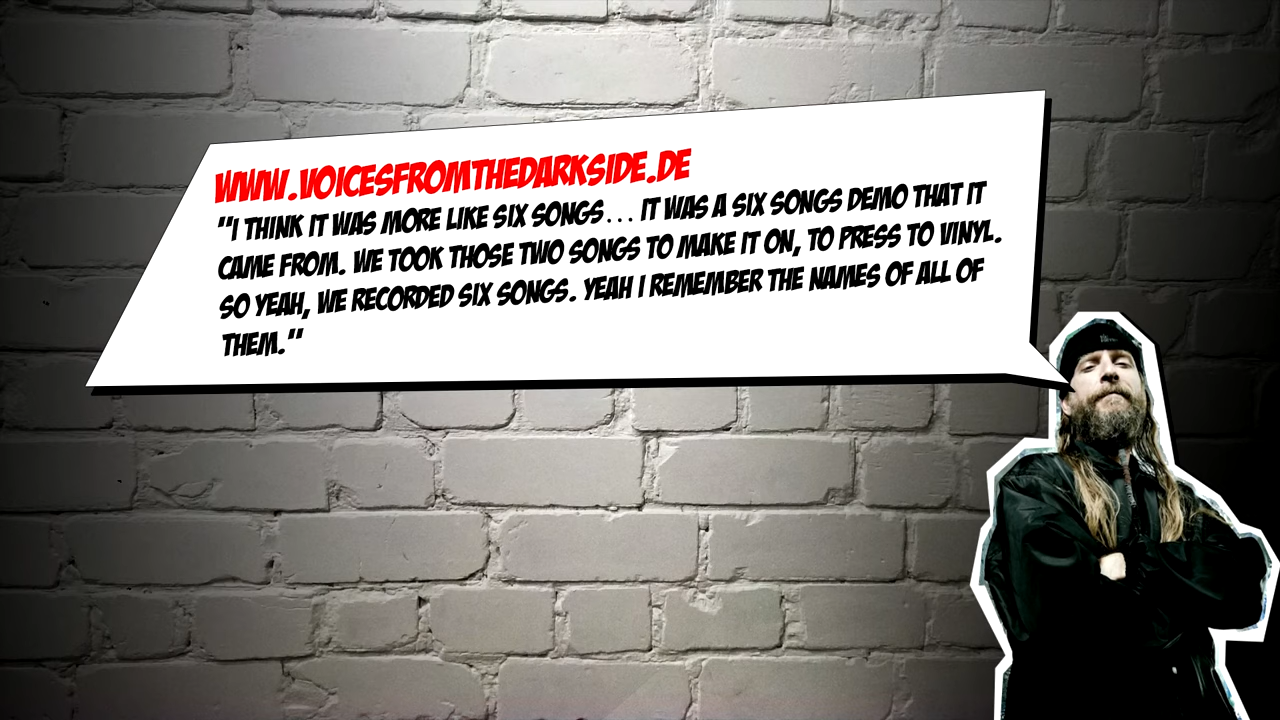 WWW.VOICESFROMTHEDARKSIDE.DE
"I THINK IT WAS MORE LIKE SIX SONGS... IT WAS A SIX SONGS DEMO THAT IT
CAME FROM. WE TOOK THOSE TWO SONGS TO MAKE IT ON, TO PRESS TO VINYL.
SO YEAH, WE RECORDED SIX SONGS. YEAH I REMEMBER THE NAMES OF ALL OF
THEM."